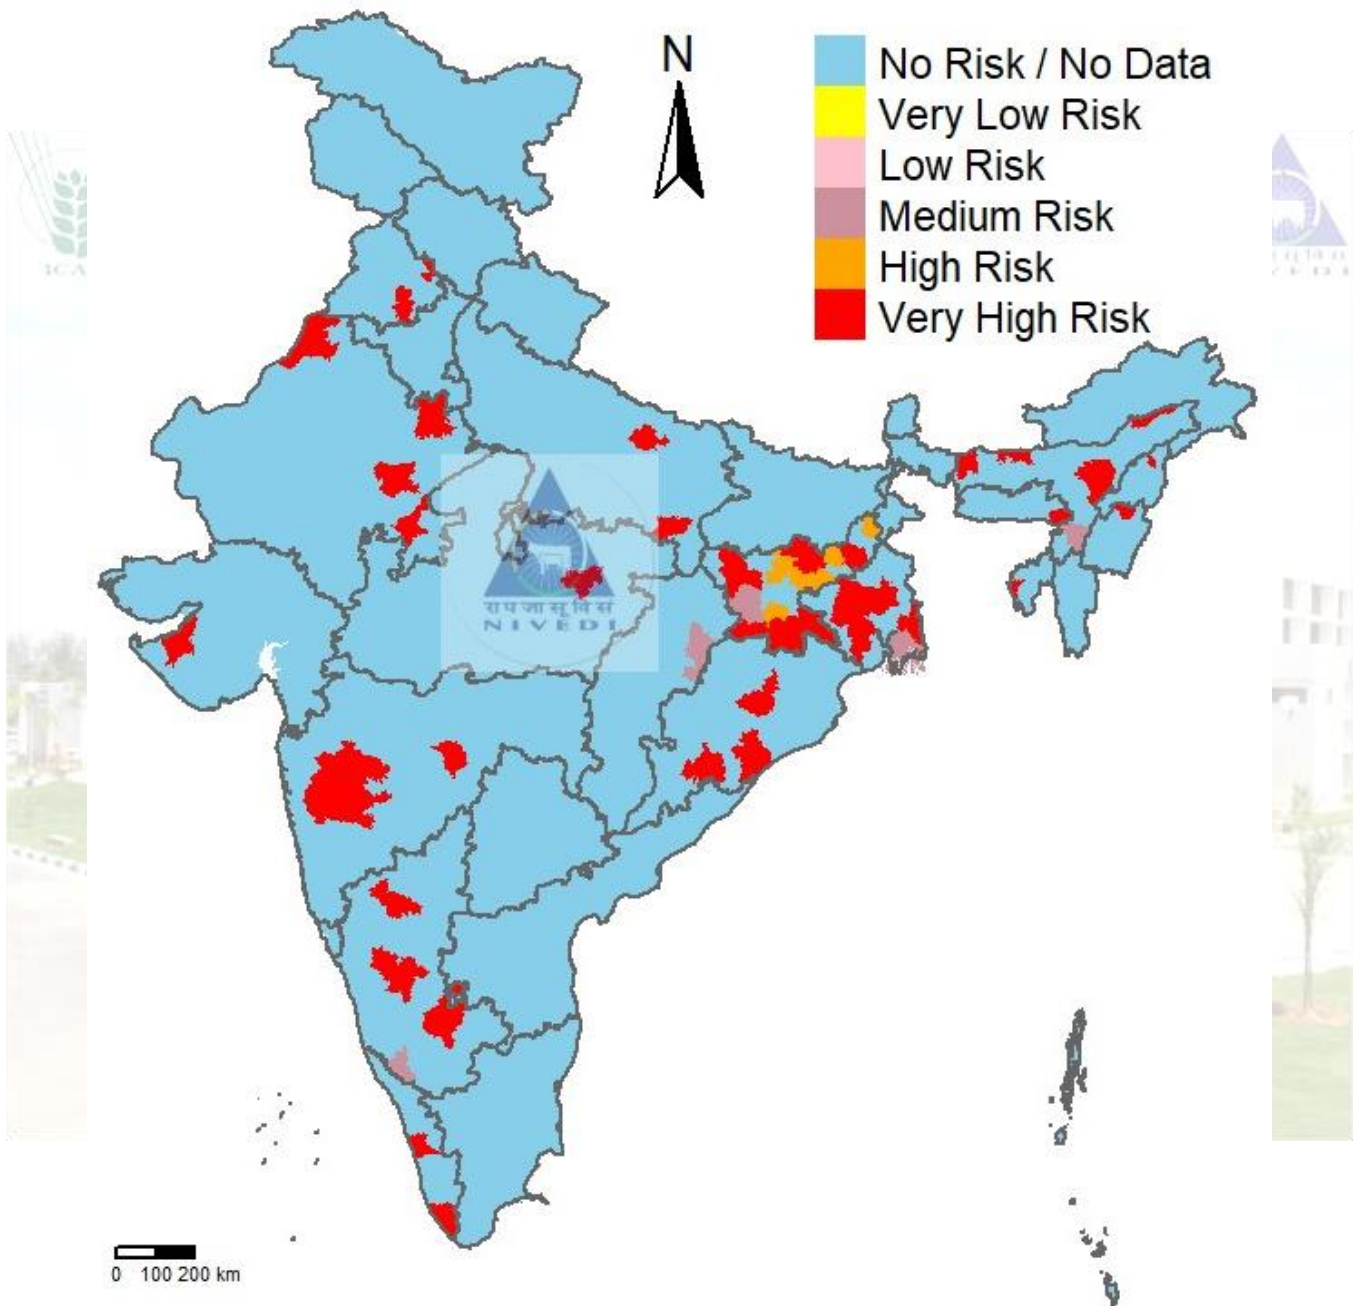 N
No Risk / No Data
Very Low Risk
Low Risk
Medium Risk
High Risk
Very High Risk
NIVEDI
0 100 200 km